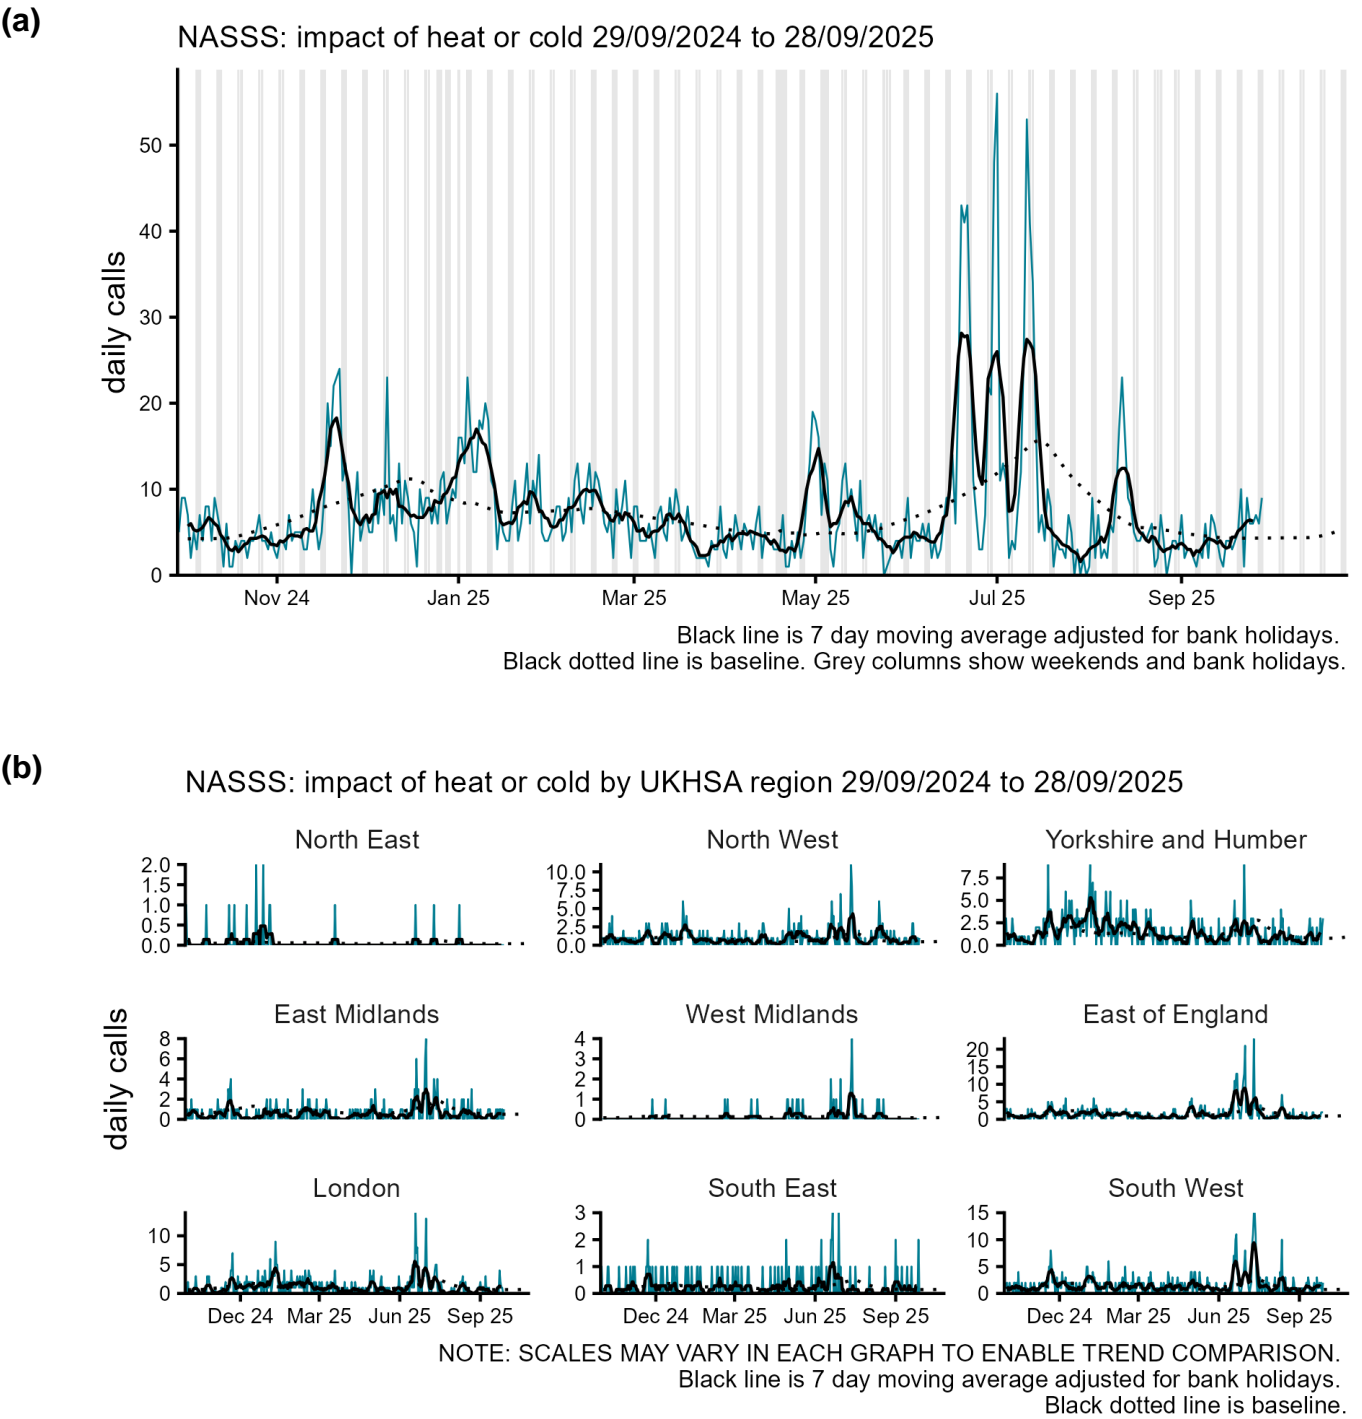 (a)
NASSS: impact of heat or cold 29/09/2024 to 28/09/2025
daily calls
50
40
30
20
10
0
Nov 24 Jan 25 Mar 25 May 25 Jul 25 Sep 25
Black line is 7 day moving average adjusted for bank holidays.
Black dotted line is baseline. Grey columns show weekends and bank holidays.
(b)
NASSS: impact of heat or cold by UKHSA region 29/09/2024 to 28/09/2025
daily calls
North East
2.0
1.5
1.0
0.5
0.0
North West
10.0
7.5
5.0
2.5
0.0
Yorkshire and Humber
7.5
5.0
2.5
0.0
East Midlands
8
6
4
2
0
West Midlands
4
3
2
1
0
East of England
20
15
10
5
0
London
10
5
0
Dec 24 Mar 25 Jun 25 Sep 25
South East
3
2
1
0
Dec 24 Mar 25 Jun 25 Sep 25
South West
15
10
5
0
Dec 24 Mar 25 Jun 25 Sep 25
NOTE: SCALES MAY VARY IN EACH GRAPH TO ENABLE TREND COMPARISON.
Black line is 7 day moving average adjusted for bank holidays.
Black dotted line is baseline.